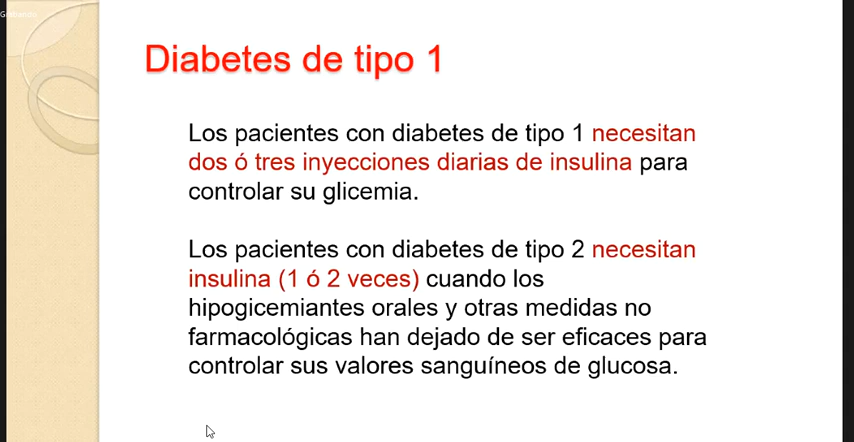 Diabetes de tipo 1
Los pacientes con diabetes de tipo 1 necesitan
dos ó tres inyecciones diarias de insulina para
controlar su glicemia.
Los pacientes con diabetes de tipo 2 necesitan
insulina (1 ó 2 veces) cuando los
hipogicemiantes orales y otras medidas no
farmacológicas han dejado de ser eficaces para
controlar sus valores sanguíneos de glucosa.